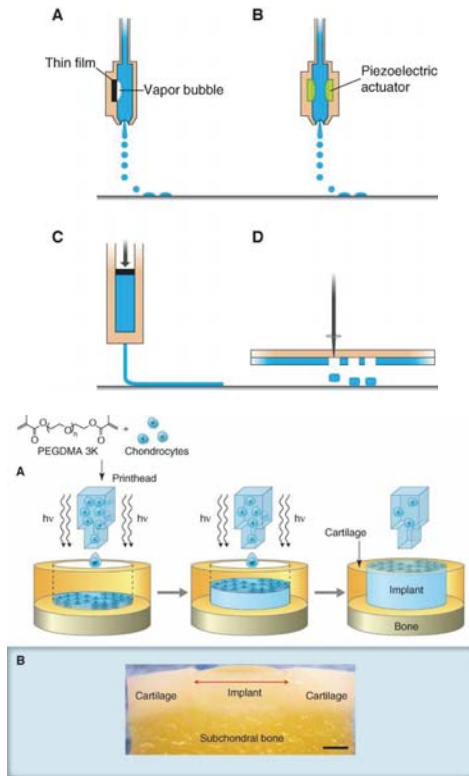 A
B
Thin film
Vapor bubble
Piezoelectric
actuator
C
D
O
O
O
O
n
+
PEGDMA 3K
Chondrocytes
A
Printhead
hν
hν
hν
hν
Cartilage
Implant
Bone
B
Cartilage
Implant
Cartilage
Subchondral bone